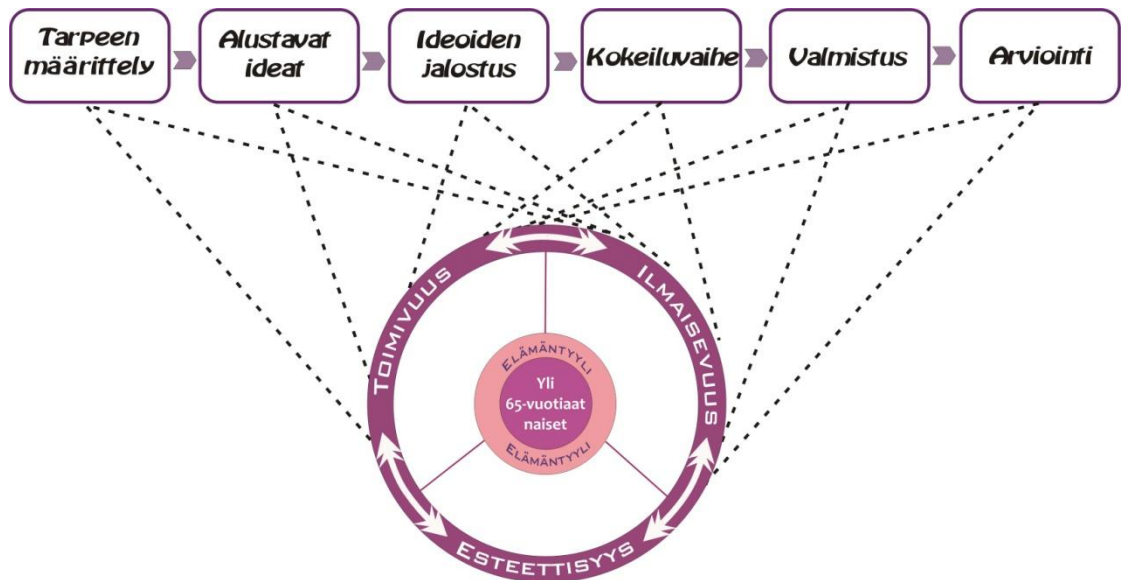 Tarpeen
määrittely
Alustavat
ideat
Ideoiden
jalostus
Kokeiluvaihe
Valmistus
Arviointi
TOIMIVUUS
ILMAISEVUUS
ELÄMÄNTYYLI
Yli
65-vuotiaat
naiset
ELÄMÄNTYYLI
ESTEETTISYYS